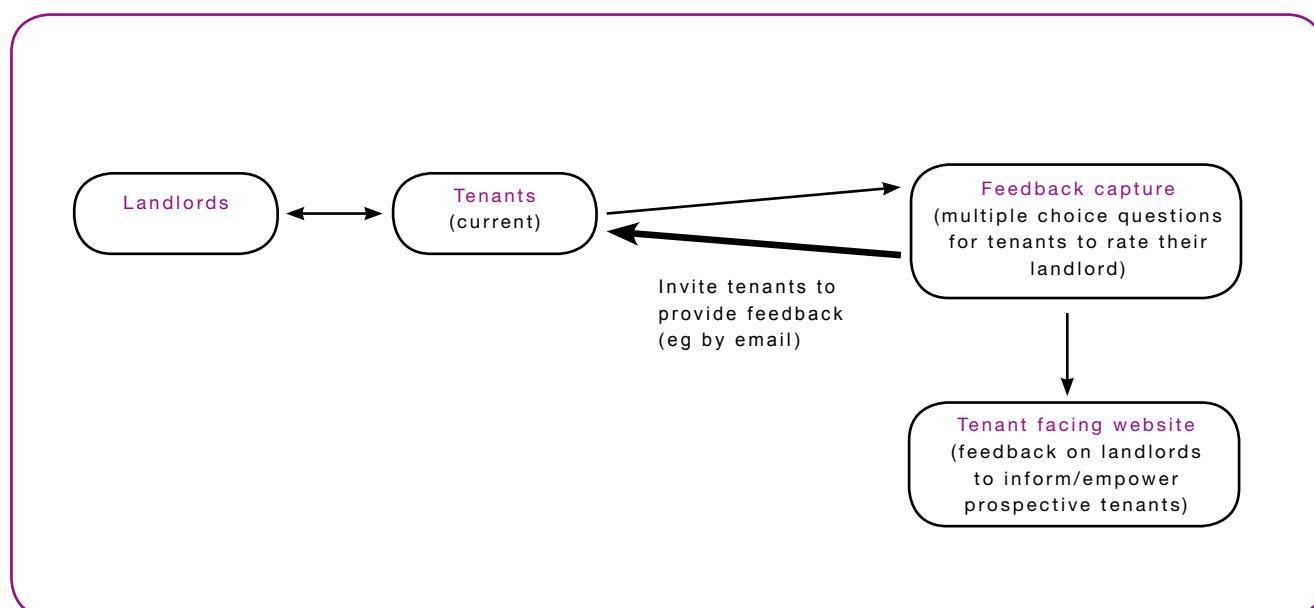 Landlords
Tenants
(current)
Feedback capture
(multiple choice questions
for tenants to rate their
landlord)
Invite tenants to
provide feedback
(eg by email)
Tenant facing website
(feedback on landlords
to inform/empower
prospective tenants)